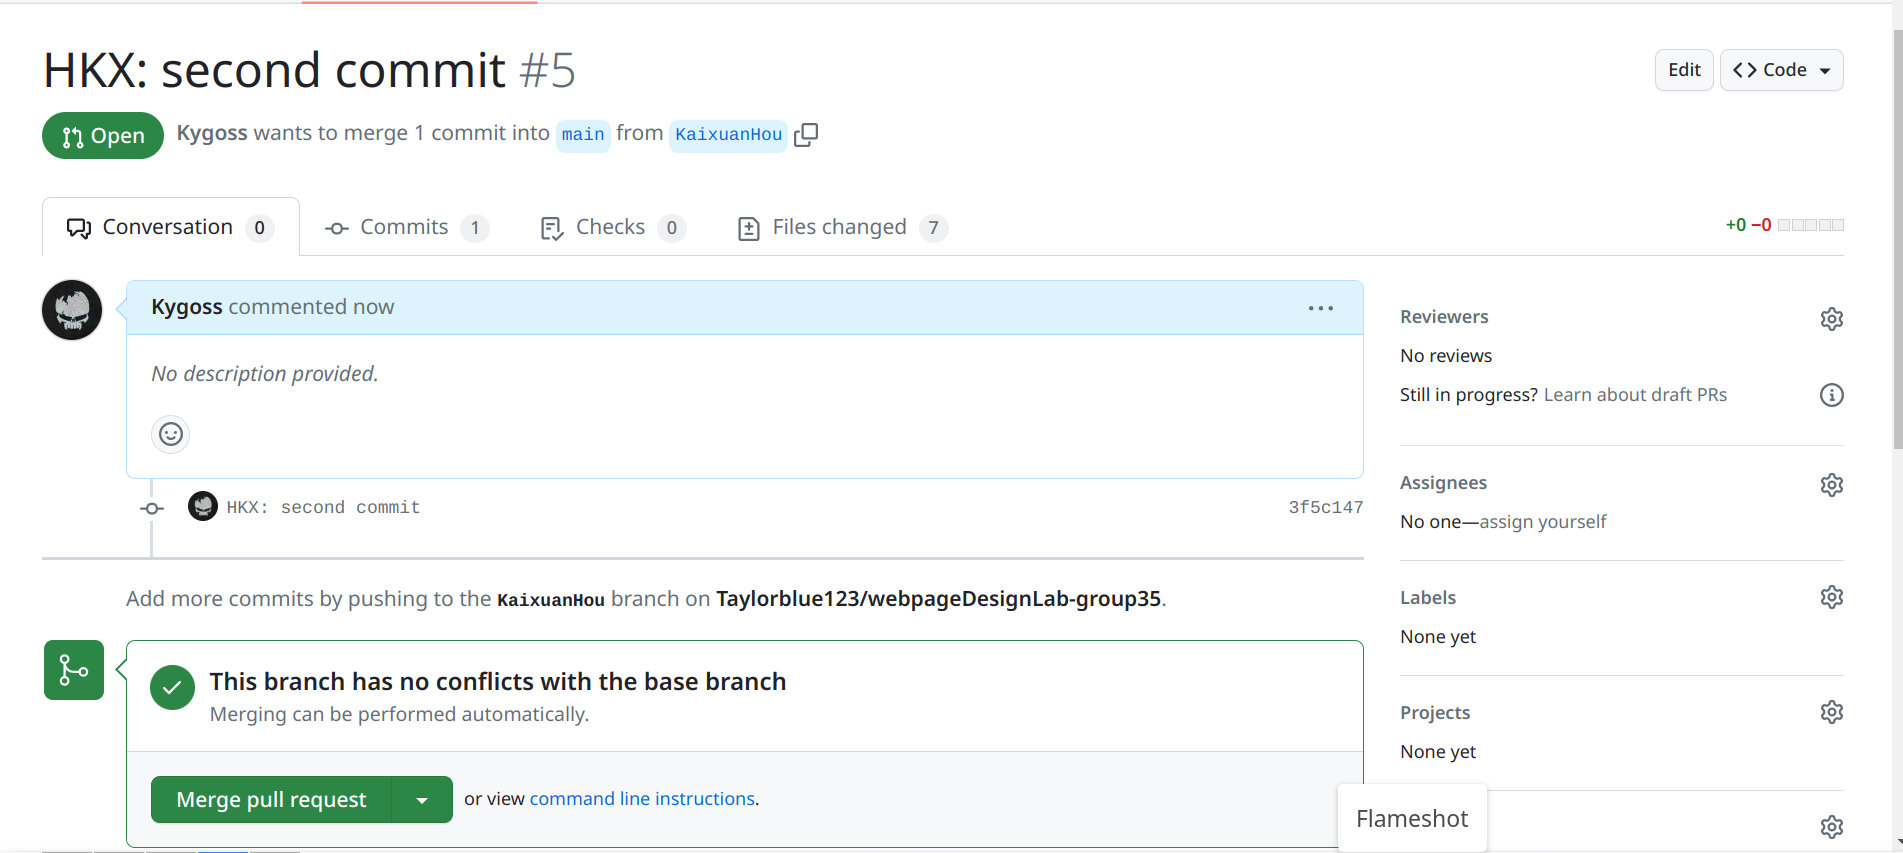 HKX: second commit #5
Edit
Code
Open
Kygoss wants to merge 1 commit into main from KaixuanHou
Conversation 0
Commits 1
Checks 0
Files changed 7
+0 −0
Kygoss commented now
No description provided.
HKX: second commit
3f5c147
Add more commits by pushing to the KaixuanHou branch on Taylorblue123/webpageDesignLab-group35.
This branch has no conflicts with the base branch
Merging can be performed automatically.
Merge pull request
or view command line instructions.
Reviewers
No reviews
Still in progress? Learn about draft PRs
Assignees
No one—assign yourself
Labels
None yet
Projects
None yet
Flameshot